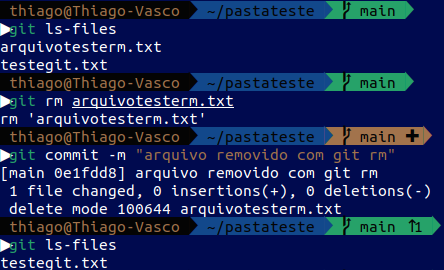 thiago@Thiago-Vasco ~/pastateste main
git ls-files
arquivotesterm.txt
testegit.txt
thiago@Thiago-Vasco ~/pastateste main
git rm arquivotesterm.txt
rm 'arquivotesterm.txt'
thiago@Thiago-Vasco ~/pastateste main ✚
git commit -m "arquivo removido com git rm"
[main 0e1fdd8] arquivo removido com git rm
1 file changed, 0 insertions(+), 0 deletions(-)
delete mode 100644 arquivotesterm.txt
thiago@Thiago-Vasco ~/pastateste main ↑1
git ls-files
testegit.txt